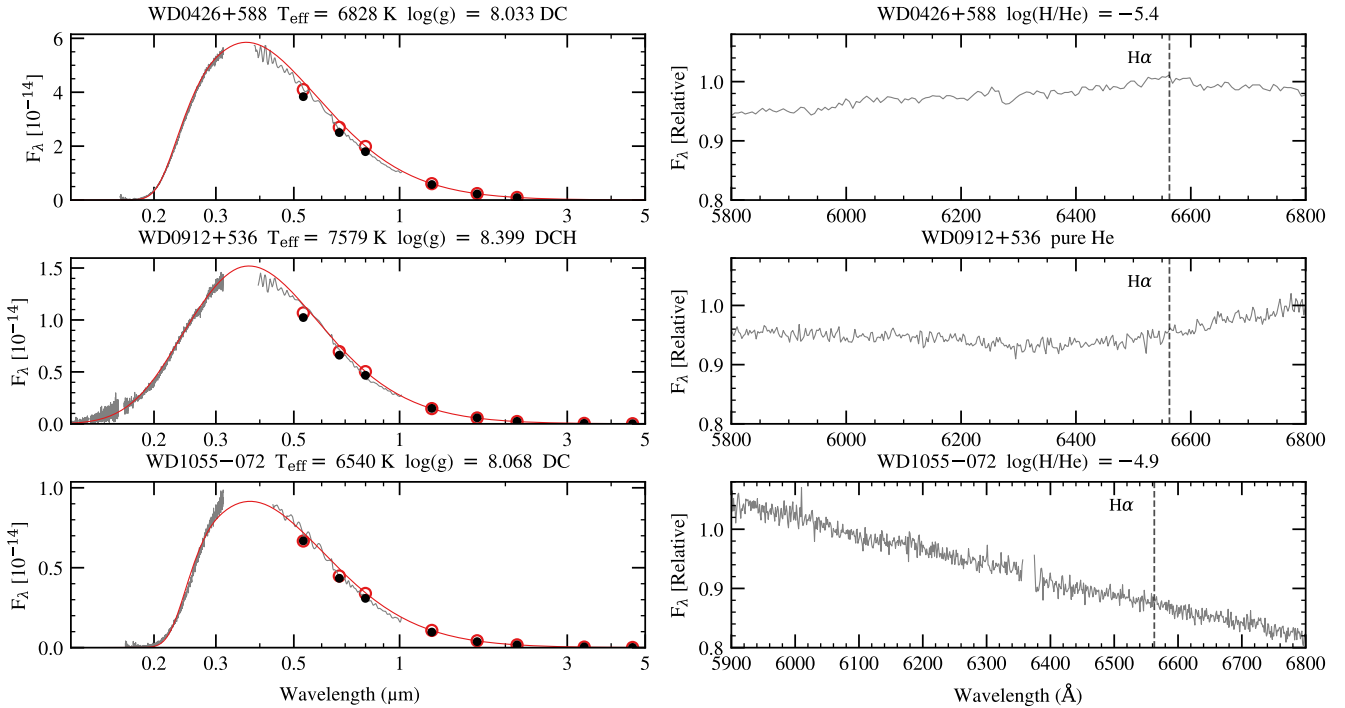 WD0426+588 T_eff = 6828 K log(g) = 8.033 DC
F_λ [10⁻¹⁴]
6
4
2
0
0.2 0.3 0.5 1 3 5
WD0426+588 log(H/He) = −5.4
F_λ [Relative]
Hα
1.0
0.9
0.8
5800 6000 6200 6400 6600 6800
WD0912+536 T_eff = 7579 K log(g) = 8.399 DCH
F_λ [10⁻¹⁴]
1.5
1.0
0.5
0.0
0.2 0.3 0.5 1 3 5
WD0912+536 pure He
F_λ [Relative]
Hα
1.0
0.9
0.8
5800 6000 6200 6400 6600 6800
WD1055−072 T_eff = 6540 K log(g) = 8.068 DC
F_λ [10⁻¹⁴]
1.0
0.5
0.0
0.2 0.3 0.5 1 3 5
Wavelength (μm)
WD1055−072 log(H/He) = −4.9
F_λ [Relative]
Hα
1.0
0.9
0.8
5900 6000 6100 6200 6300 6400 6500 6600 6700 6800
Wavelength (Å)